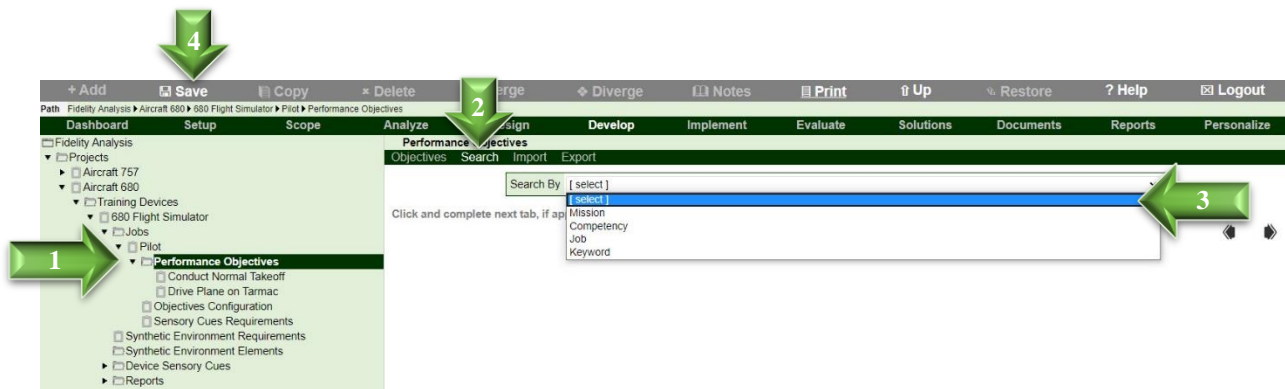 4
+ Add Save Copy × Delete erge Diverge Notes Print Up Restore ? Help Logout
Path Fidelity Analysis Aircraft 680 680 Flight Simulator Pilot Performance Objectives
2
Dashboard Setup Scope Analyze sign Develop Implement Evaluate Solutions Documents Reports Personalize
Fidelity Analysis
Projects
Aircraft 757
Aircraft 680
Training Devices
680 Flight Simulator
Jobs
1
Pilot
Performance Objectives
Conduct Normal Takeoff
Drive Plane on Tarmac
Objectives Configuration
Sensory Cues Requirements
Synthetic Environment Requirements
Synthetic Environment Elements
Device Sensory Cues
Reports
Performance Objectives
Objectives Search Import Export
Search By [ select ]
[ select ]
3
Click and complete next tab, if ap
Mission
Competency
Job
Keyword